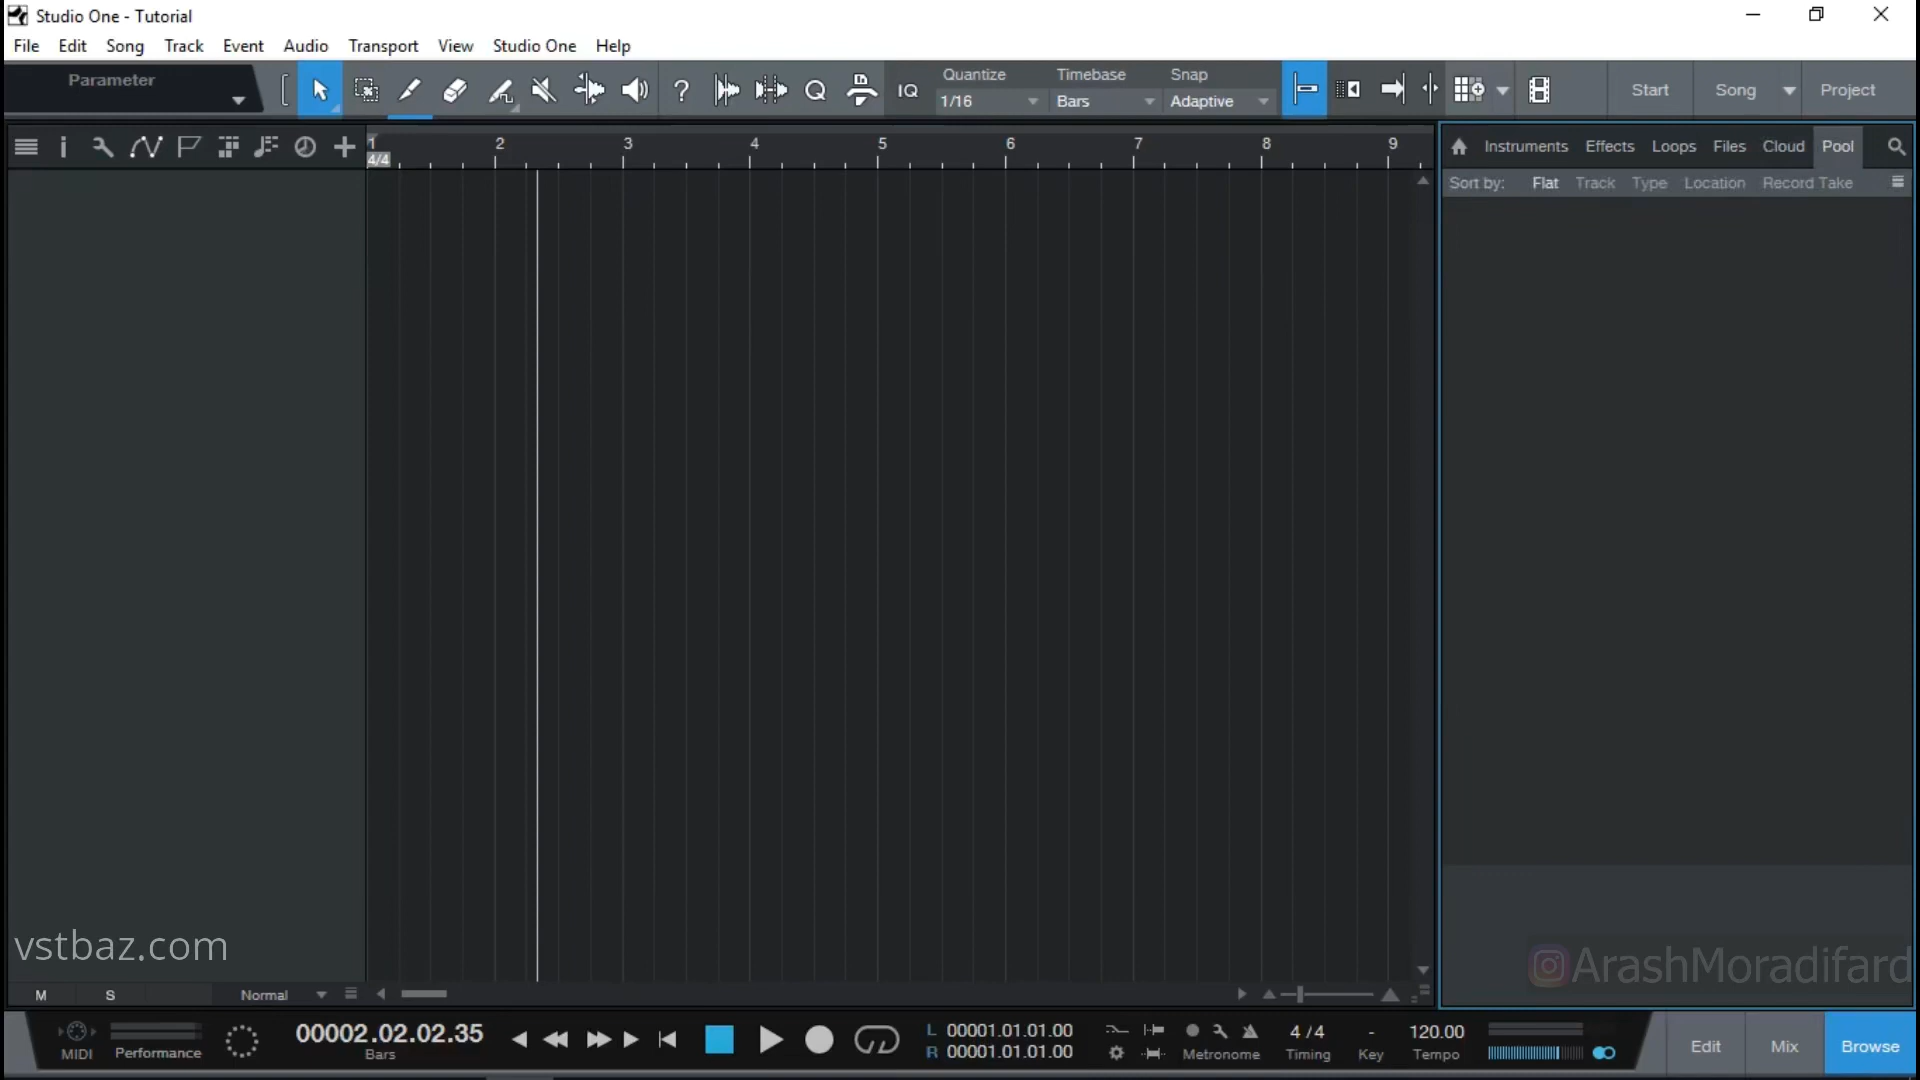 Studio One - Tutorial
File Edit Song Track Event Audio Transport View Studio One Help
Parameter
? Q IQ
Quantize Timebase Snap
1/16 Bars Adaptive
Start Song Project
1 2 3 4 5 6 7 8 9
4/4
Instruments Effects Loops Files Cloud Pool
Sort by: Flat Track Type Location Record Take
vstbaz.com
ArashMoradifard
M S Normal
00002.02.02.35
Bars
MIDI Performance
L 00001.01.01.00
R 00001.01.01.00
Metronome
4 / 4
Timing
-
Key
120.00
Tempo
Edit Mix Browse